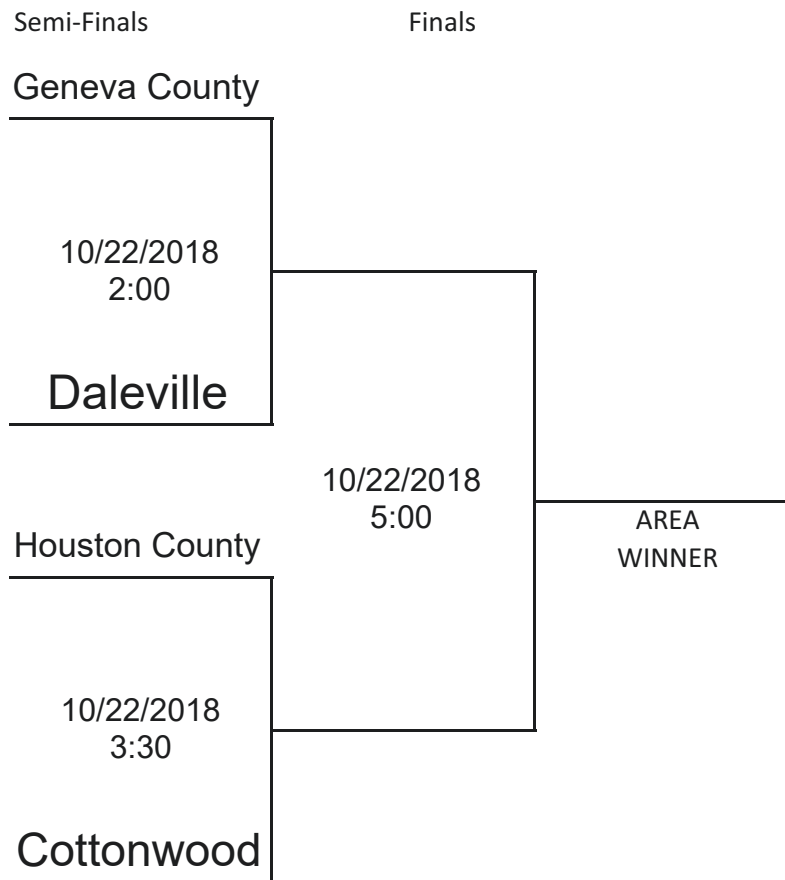 Semi-Finals
Finals
Geneva County
10/22/2018
2:00
Daleville
10/22/2018
5:00
AREA
WINNER
Houston County
10/22/2018
3:30
Cottonwood